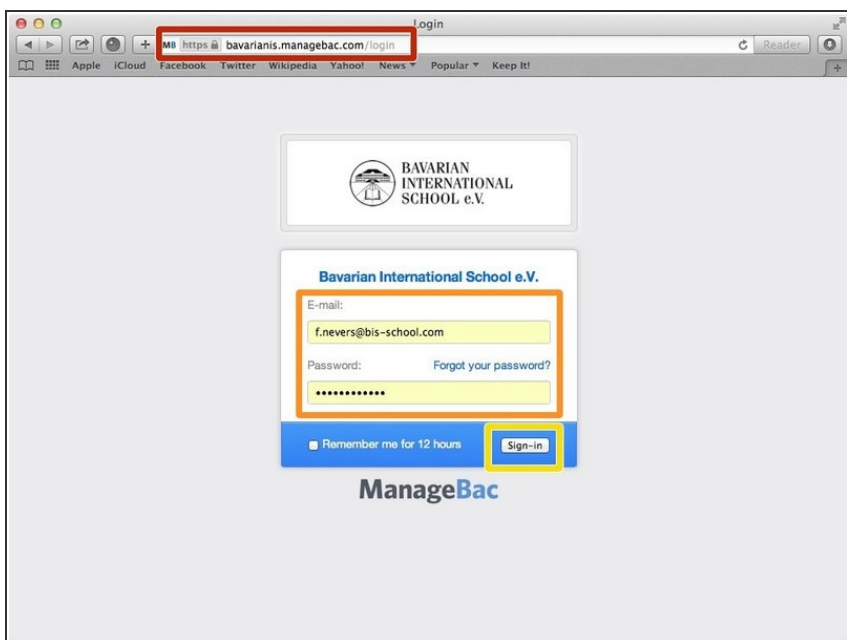 Login
MB https bavarianis.managebac.com/login
Reader
Apple iCloud Facebook Twitter Wikipedia Yahoo! News Popular Keep It!
BAVARIAN
INTERNATIONAL
SCHOOL e.V.
Bavarian International School e.V.
E-mail:
f.nevers@bis-school.com
Password: Forgot your password?
••••••••••••
Remember me for 12 hours Sign-in
ManageBac